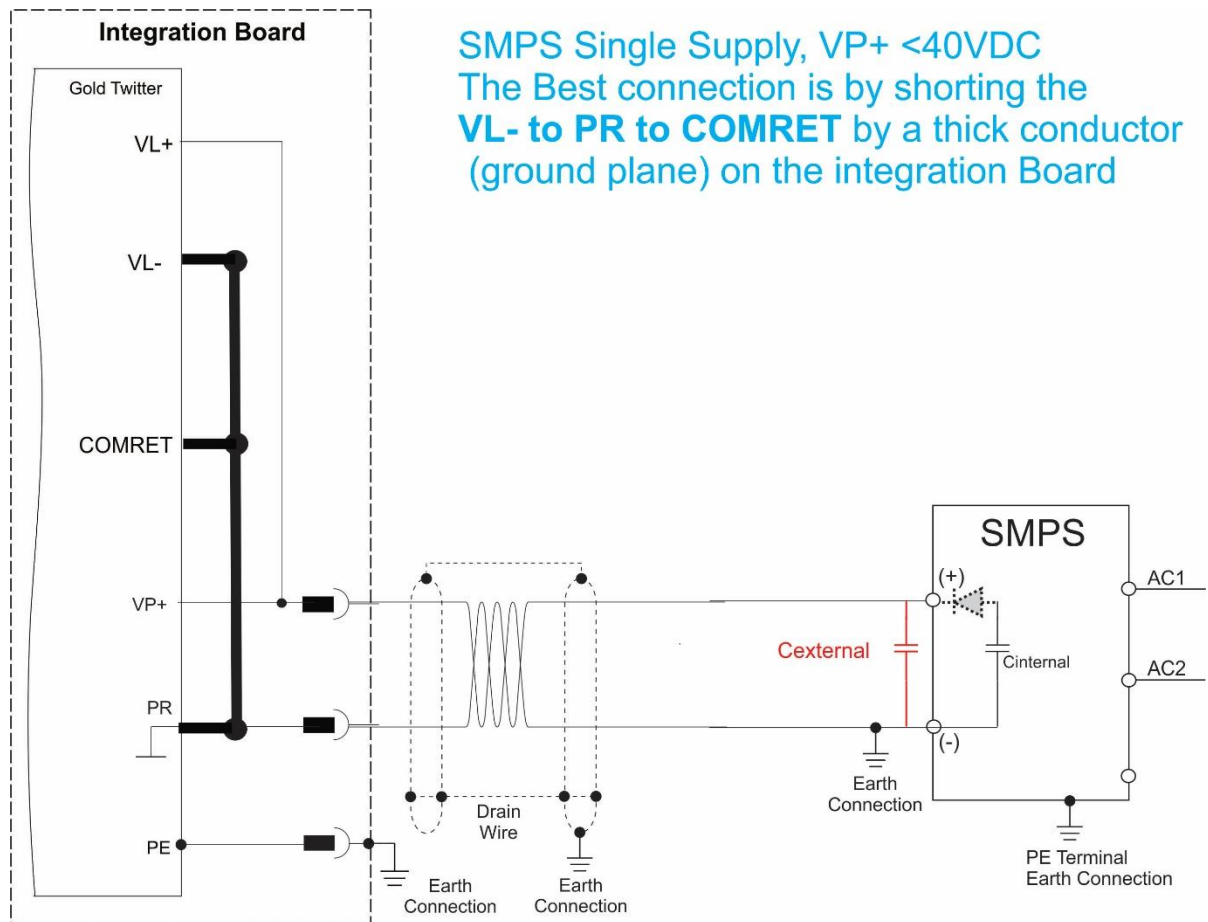 Integration Board
SMPS Single Supply, VP+ <40VDC
The Best connection is by shorting the
VL- to PR to COMRET by a thick conductor
(ground plane) on the integration Board
Gold Twitter
VL+
VL-
COMRET
VP+
PR
PE
SMPS
(+)
AC1
Cexternal
Cinternal
AC2
(-)
Earth
Connection
Drain
Wire
PE Terminal
Earth Connection
Earth
Connection
Earth
Connection